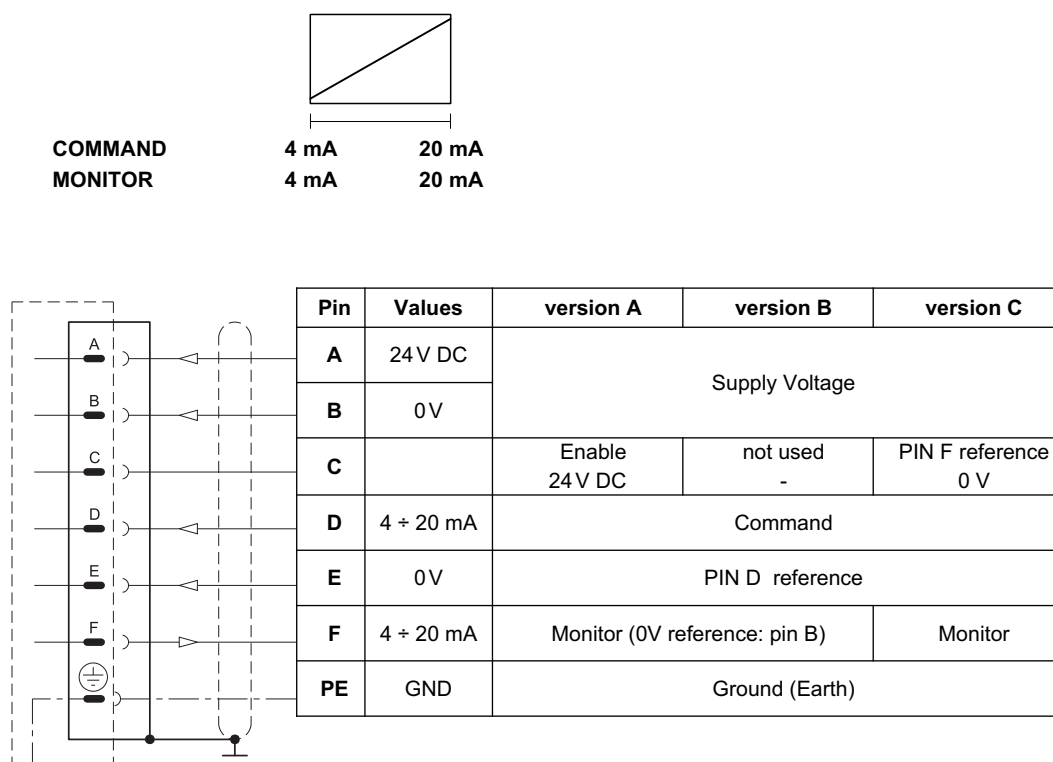 COMMAND 4 mA 20 mA
MONITOR 4 mA 20 mA
Pin Values version A version B version C
A 24 V DC Supply Voltage
B 0 V
C Enable 24 V DC not used - PIN F reference 0 V
D 4 ÷ 20 mA Command
E 0 V PIN D reference
F 4 ÷ 20 mA Monitor (0V reference: pin B) Monitor
PE GND Ground (Earth)
A
B
C
D
E
F